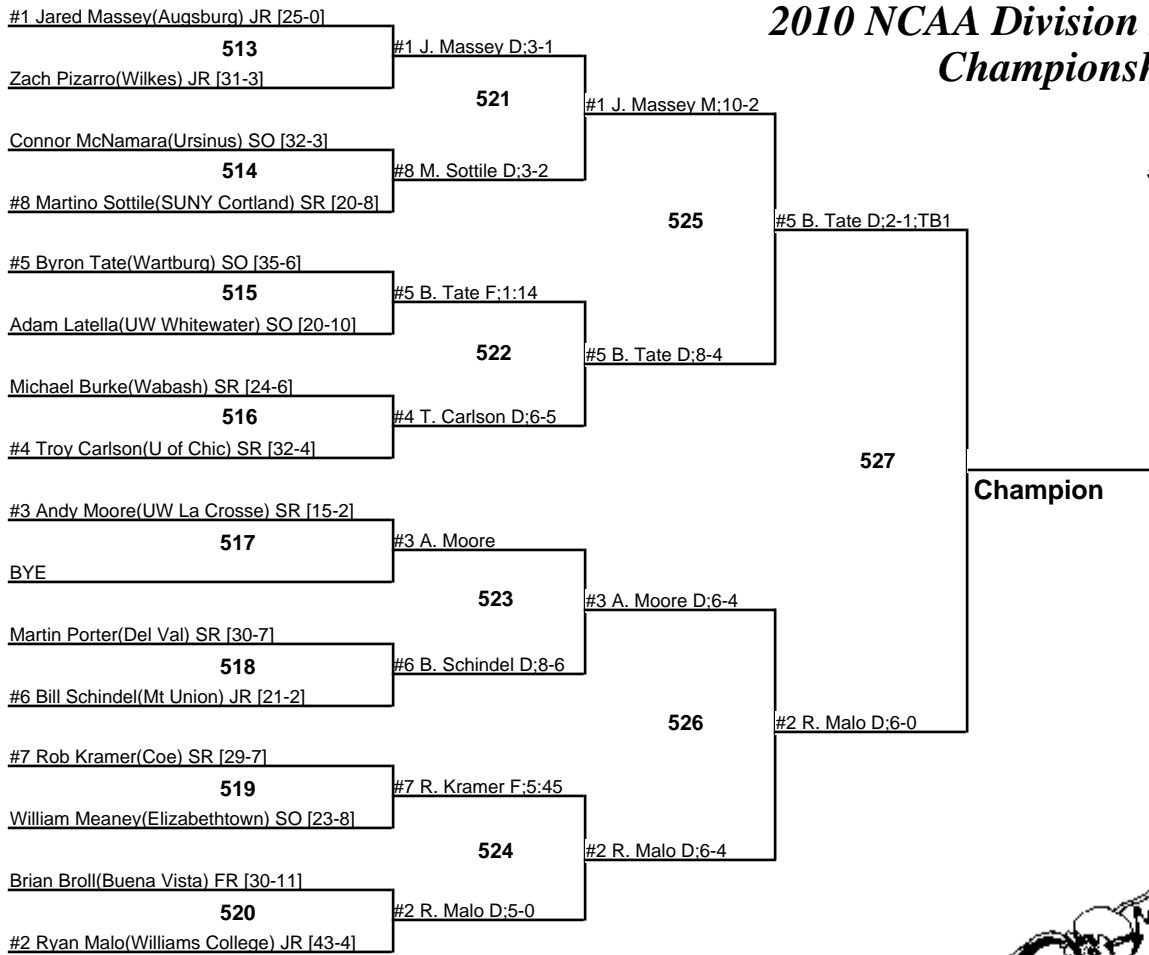 2010 NCAA Division
Championsh
#1 Jared Massey(Augsburg) JR [25-0]
513
Zach Pizarro(Wilkes) JR [31-3]
Connor McNamara(Ursinus) SO [32-3]
514
#8 Martino Sottile(SUNY Cortland) SR [20-8]
#5 Byron Tate(Wartburg) SO [35-6]
515
Adam Latella(UW Whitewater) SO [20-10]
Michael Burke(Wabash) SR [24-6]
516
#4 Troy Carlson(U of Chic) SR [32-4]
#3 Andy Moore(UW La Crosse) SR [15-2]
517
BYE
Martin Porter(Del Val) SR [30-7]
518
#6 Bill Schindel(Mt Union) JR [21-2]
#7 Rob Kramer(Coe) SR [29-7]
519
William Meaney(Elizabethtown) SO [23-8]
Brian Broll(Buena Vista) FR [30-11]
520
#2 Ryan Malo(Williams College) JR [43-4]
#1 J. Massey D;3-1
521
#8 M. Sottile D;3-2
#5 B. Tate F;1:14
522
#4 T. Carlson D;6-5
#3 A. Moore
523
#6 B. Schindel D;8-6
#7 R. Kramer F;5:45
524
#2 R. Malo D;5-0
#1 J. Massey M;10-2
525
#5 B. Tate D;8-4
#3 A. Moore D;6-4
526
#2 R. Malo D;6-4
#5 B. Tate D;2-1;TB1
527
#2 R. Malo D;6-0
Champion